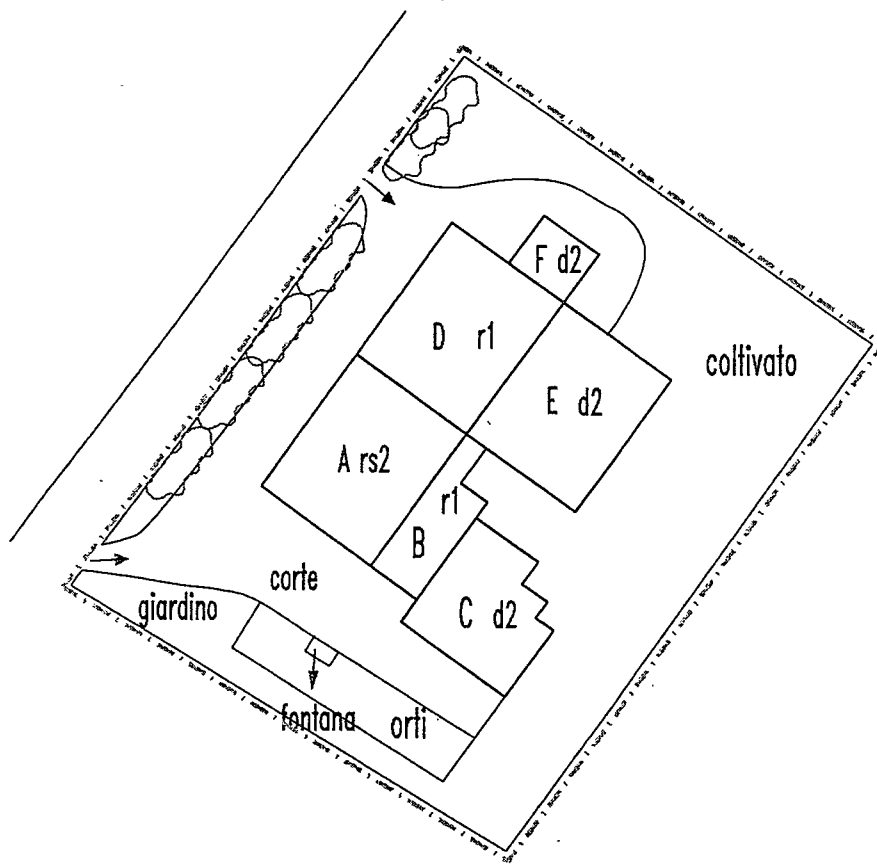 F d2
D r1
coltivato
E d2
A rs2
r1
B
corte
giardino
C d2
fontana
orti